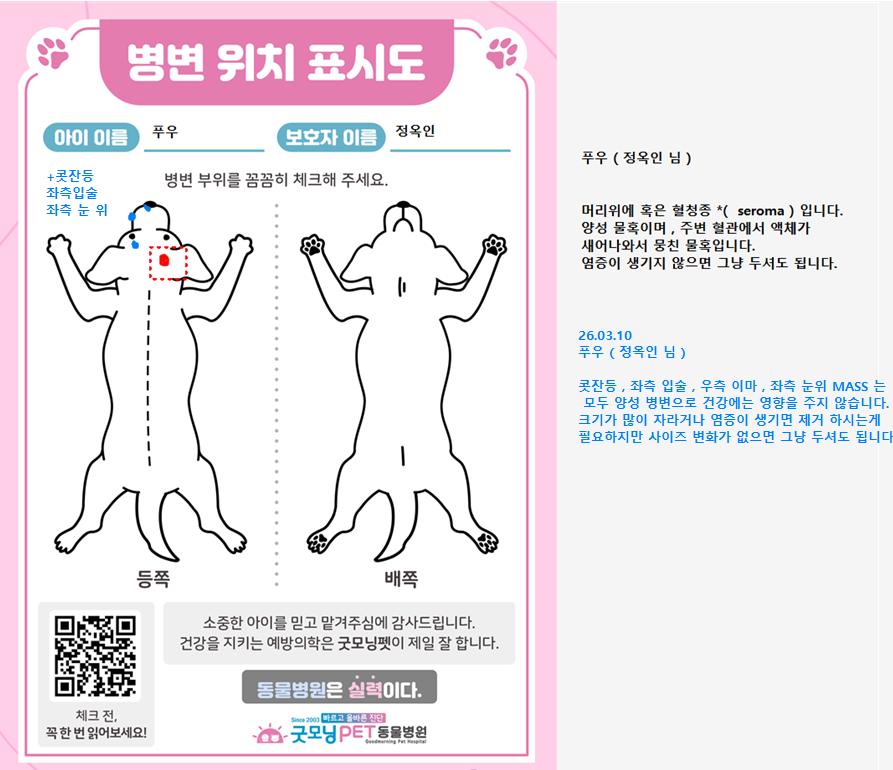 병변 위치 표시도
아이 이름 푸우 보호자 이름 정옥인
+콧잔등
좌측입술
좌측 눈 위
병변 부위를 꼼꼼히 체크해 주세요.
등쪽 배쪽
체크 전,
꼭 한 번 읽어보세요!
소중한 아이를 믿고 맡겨주심에 감사드립니다.
건강을 지키는 예방의학은 굿모닝펫이 제일 잘 합니다.
동물병원은 실력이다.
Since 2003 바르고 올바른 진단
굿모닝PET동물병원
Goodmorning Pet Hospital
푸우 ( 정옥인 님 )
머리위에 혹은 혈청종 *( seroma ) 입니다.
양성 물혹이며 , 주변 혈관에서 액체가
새어나와서 뭉친 물혹입니다.
염증이 생기지 않으면 그냥 두셔도 됩니다.
26.03.10
푸우 ( 정옥인 님 )
콧잔등 , 좌측 입술 , 우측 이마 , 좌측 눈위 MASS 는
모두 양성 병변으로 건강에는 영향을 주지 않습니다.
크기가 많이 자라거나 염증이 생기면 제거 하시는게
필요하지만 사이즈 변화가 없으면 그냥 두셔도 됩니다